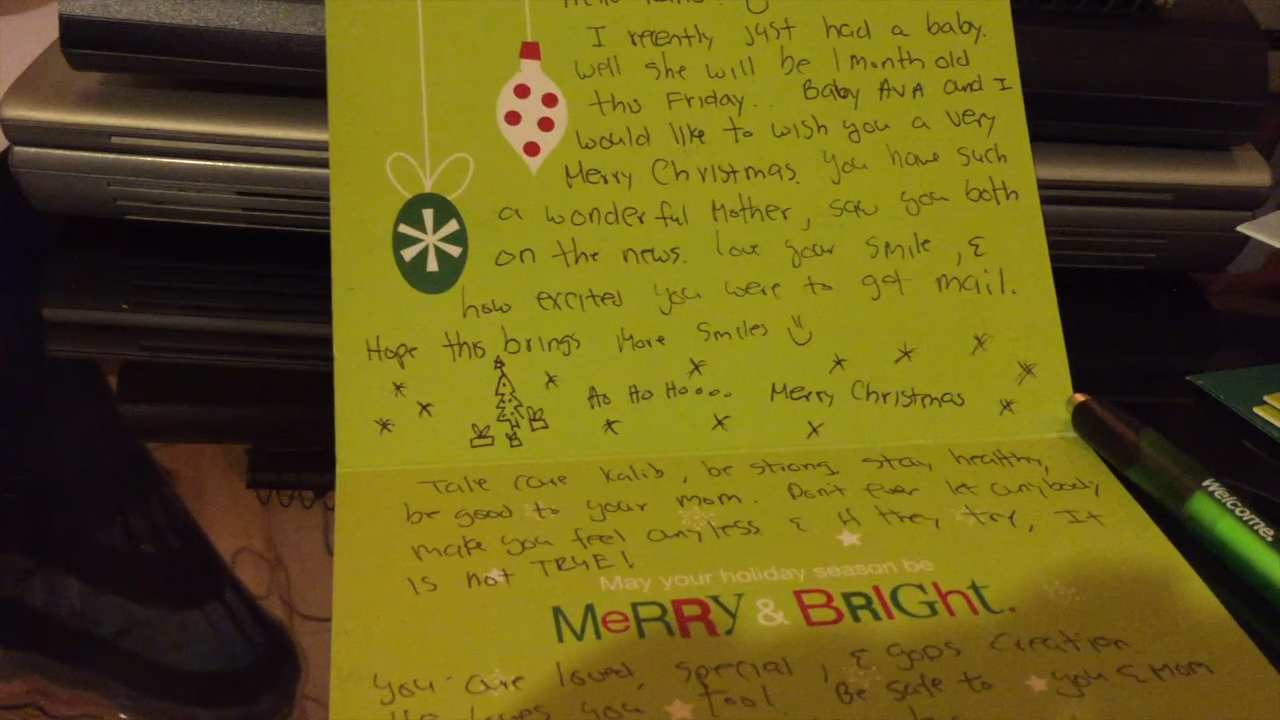 I recently just had a baby.
well she will be 1 month old
this Friday.. Baby AVA and I
would like to wish you a very
Merry Christmas. You have such
a wonderful Mother, saw you both
on the news. love your smile, &
how excited you were to get mail.
Hope this brings More Smiles
Ho Ho Ho.... Merry Christmas
Take care Kalib, be strong stay healthy,
be good to your mom. Don't ever let anybody
make you feel any less & if they try, It
is not TRUE!
May your holiday season be
MeRRy & BRIGht.
You are loved, special, & gods creation
loves you Too! Be safe to you & Mom
Welcome.